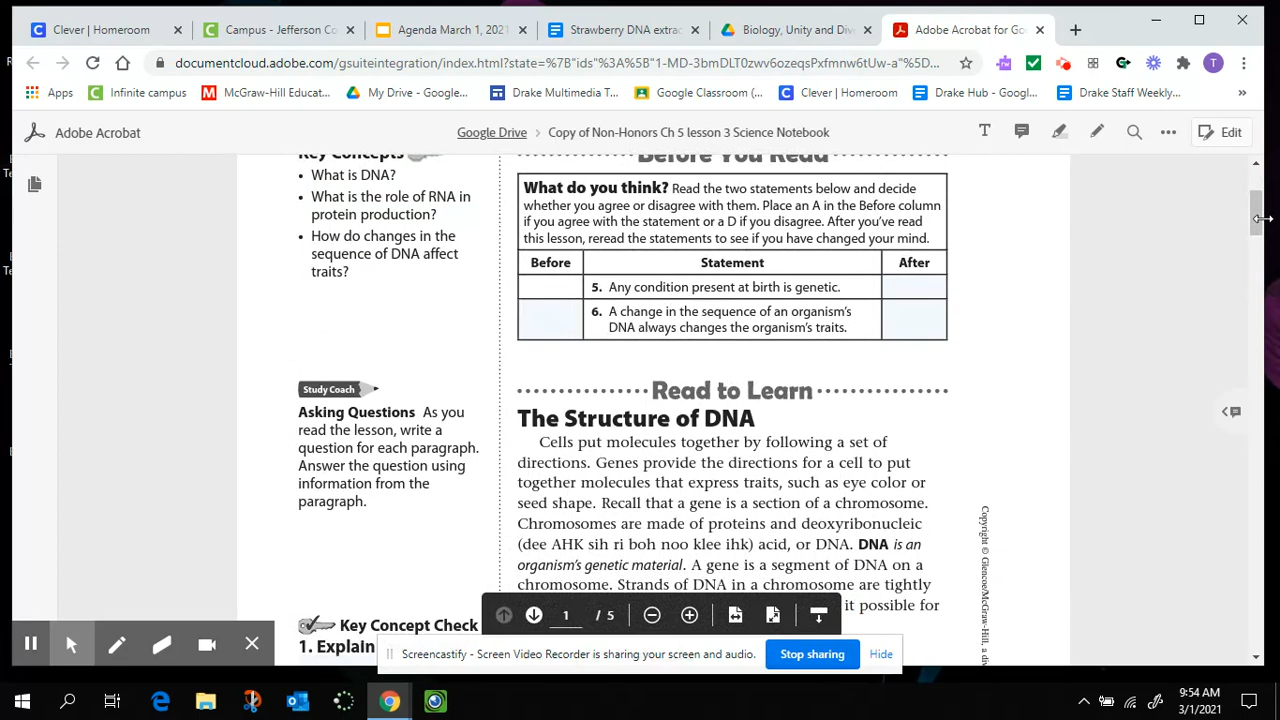 Clever | Homeroom
Campus - Jefferson Co
Agenda March 1, 2021
Strawberry DNA extrac
Biology, Unity and Div
Adobe Acrobat for Go
documentcloud.adobe.com/gsuiteintegration/index.html?state=%7B"ids"%3A%5B"1-MD-3bmDLT0zwv6ozeqsPxfmnw6tUw-a"%5D...
T
Apps
Infinite campus
McGraw-Hill Educat...
My Drive - Google...
Drake Multimedia T...
Google Classroom (...
Clever | Homeroom
Drake Hub - Googl...
Drake Staff Weekly...
Adobe Acrobat
Google Drive > Copy of Non-Honors Ch 5 lesson 3 Science Notebook
Edit
Key Concepts
• What is DNA?
• What is the role of RNA in
protein production?
• How do changes in the
sequence of DNA affect
traits?
Before You Read
What do you think? Read the two statements below and decide
whether you agree or disagree with them. Place an A in the Before column
if you agree with the statement or a D if you disagree. After you've read
this lesson, reread the statements to see if you have changed your mind.
Before Statement After
5. Any condition present at birth is genetic.
6. A change in the sequence of an organism's
DNA always changes the organism's traits.
Study Coach
Asking Questions As you
read the lesson, write a
question for each paragraph.
Answer the question using
information from the
paragraph.
Read to Learn
The Structure of DNA
Cells put molecules together by following a set of
directions. Genes provide the directions for a cell to put
together molecules that express traits, such as eye color or
seed shape. Recall that a gene is a section of a chromosome.
Chromosomes are made of proteins and deoxyribonucleic
(dee AHK sih ri boh noo klee ihk) acid, or DNA. DNA is an
organism's genetic material. A gene is a segment of DNA on a
chromosome. Strands of DNA in a chromosome are tightly
it possible for
Copyright © Glencoe/McGraw-Hill, a di
Key Concept Check
1. Explain
1 / 5
Screencastify - Screen Video Recorder is sharing your screen and audio.
Stop sharing
Hide
9:54 AM
3/1/2021